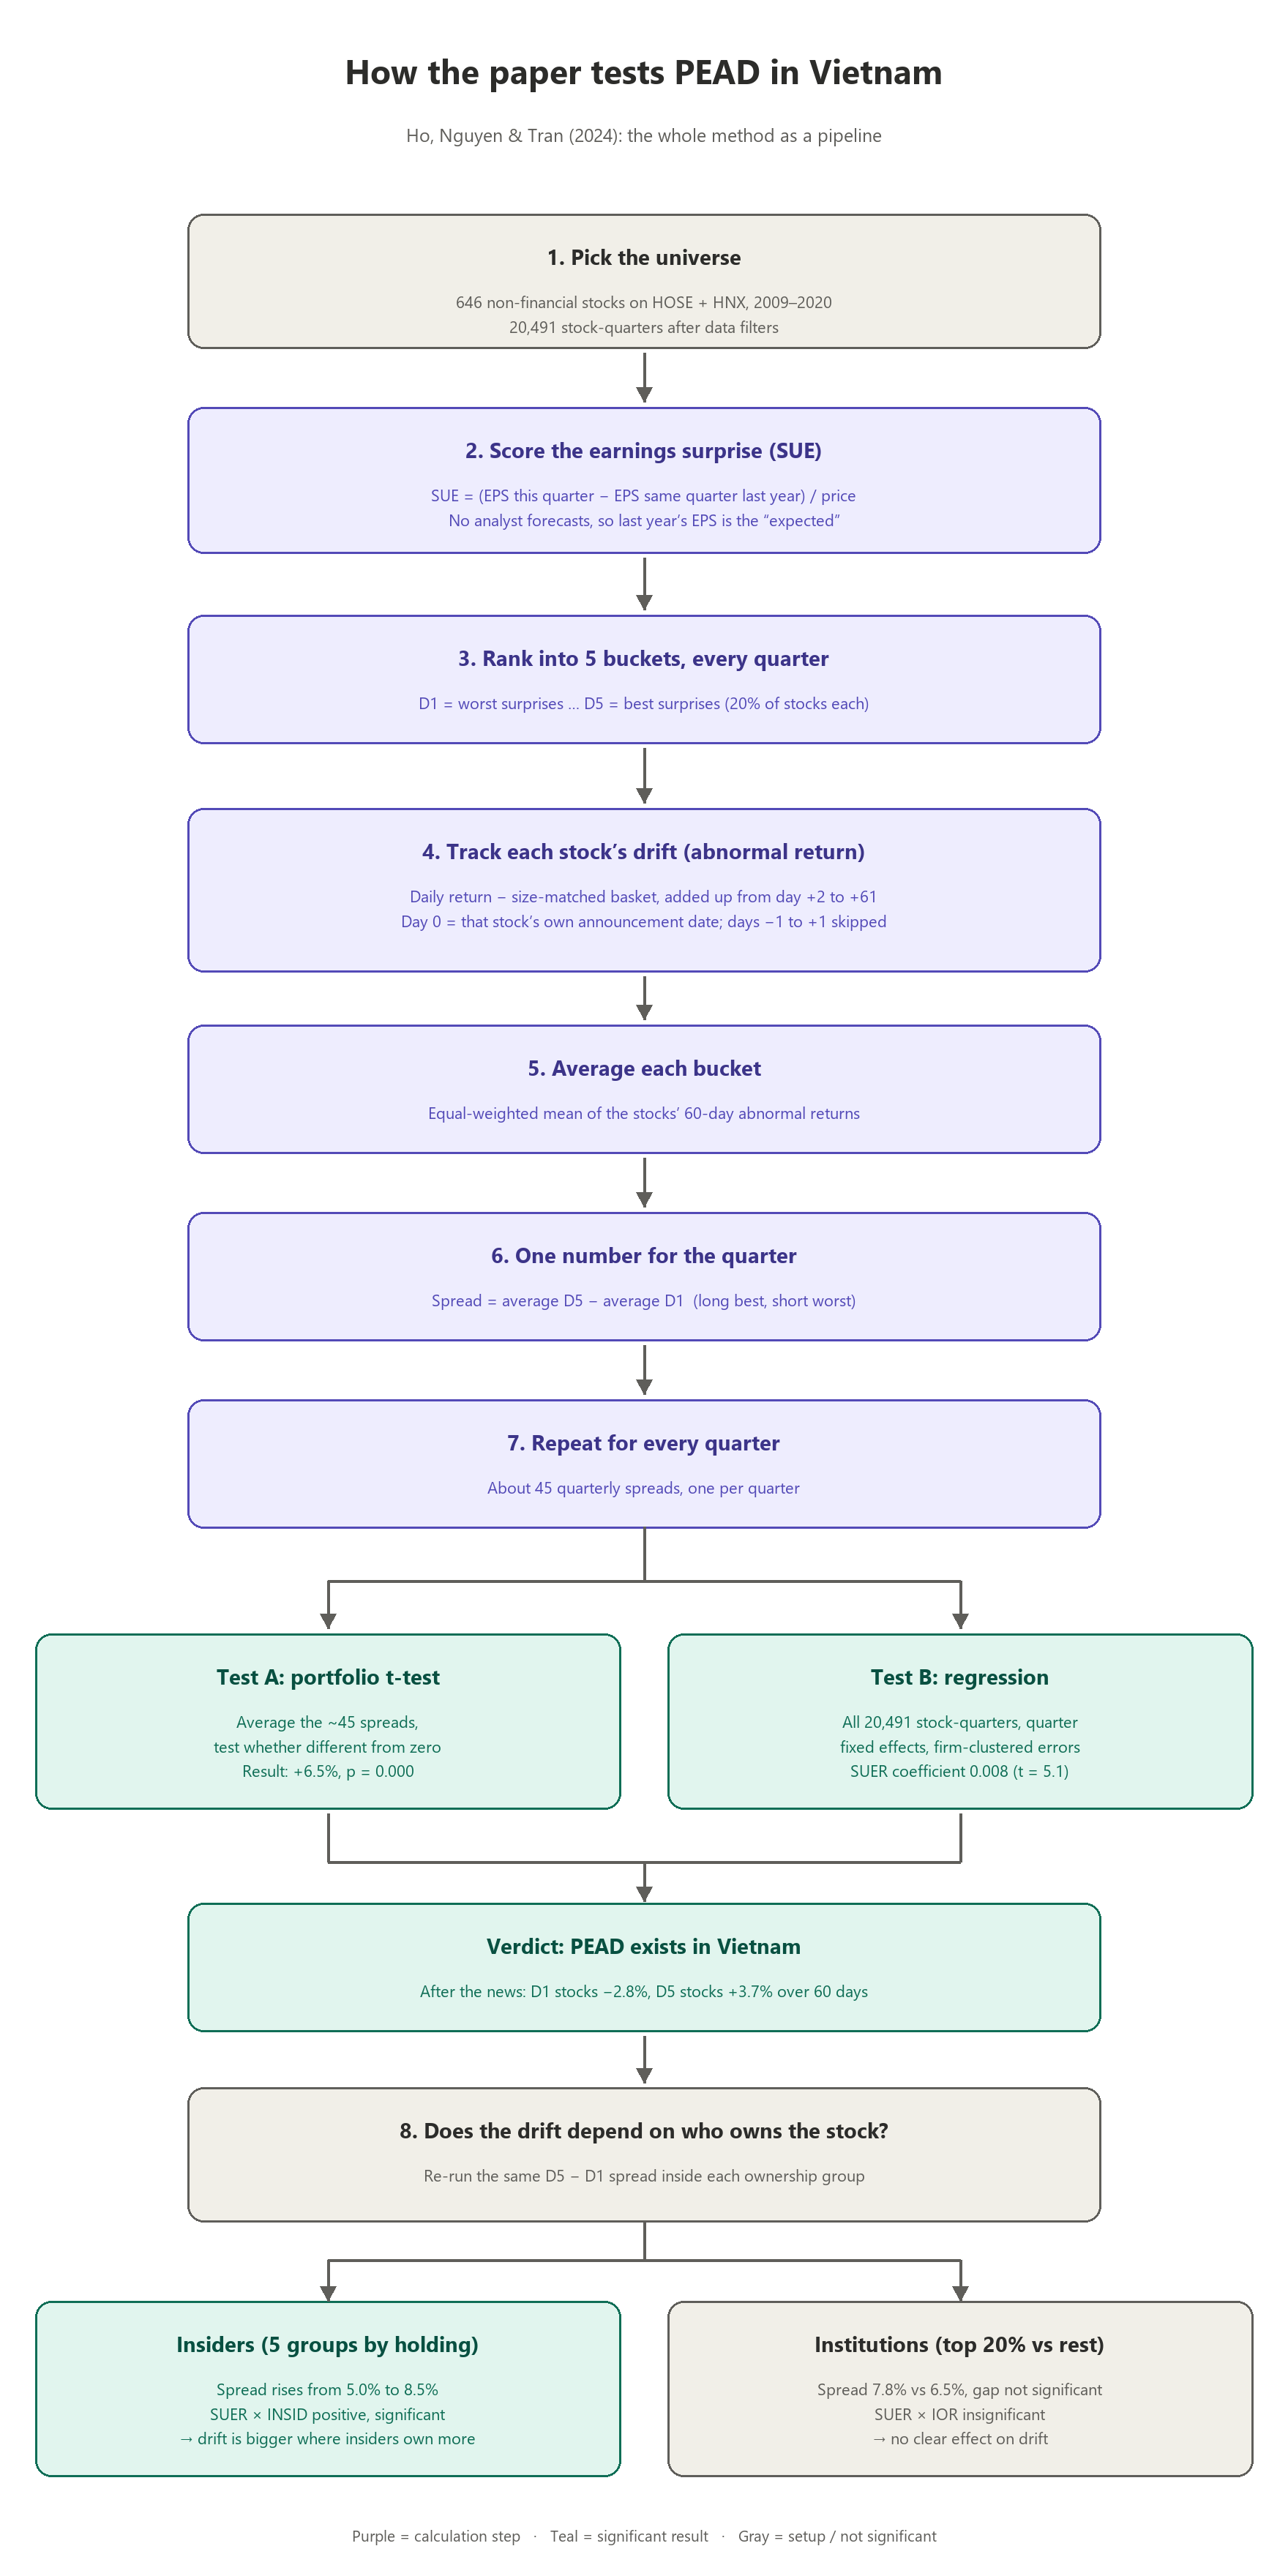 How the paper tests PEAD in Vietnam
Ho, Nguyen & Tran (2024): the whole method as a pipeline
1. Pick the universe
646 non-financial stocks on HOSE + HNX, 2009–2020
20,491 stock-quarters after data filters
2. Score the earnings surprise (SUE)
SUE = (EPS this quarter − EPS same quarter last year) / price
No analyst forecasts, so last year’s EPS is the “expected”
3. Rank into 5 buckets, every quarter
D1 = worst surprises ... D5 = best surprises (20% of stocks each)
4. Track each stock’s drift (abnormal return)
Daily return − size-matched basket, added up from day +2 to +61
Day 0 = that stock’s own announcement date; days −1 to +1 skipped
5. Average each bucket
Equal-weighted mean of the stocks’ 60-day abnormal returns
6. One number for the quarter
Spread = average D5 − average D1 (long best, short worst)
7. Repeat for every quarter
About 45 quarterly spreads, one per quarter
Test A: portfolio t-test
Average the ~45 spreads,
test whether different from zero
Result: +6.5%, p = 0.000
Test B: regression
All 20,491 stock-quarters, quarter
fixed effects, firm-clustered errors
SUER coefficient 0.008 (t = 5.1)
Verdict: PEAD exists in Vietnam
After the news: D1 stocks −2.8%, D5 stocks +3.7% over 60 days
8. Does the drift depend on who owns the stock?
Re-run the same D5 − D1 spread inside each ownership group
Insiders (5 groups by holding)
Spread rises from 5.0% to 8.5%
SUER × INSID positive, significant
→ drift is bigger where insiders own more
Institutions (top 20% vs rest)
Spread 7.8% vs 6.5%, gap not significant
SUER × IOR insignificant
→ no clear effect on drift
Purple = calculation step · Teal = significant result · Gray = setup / not significant